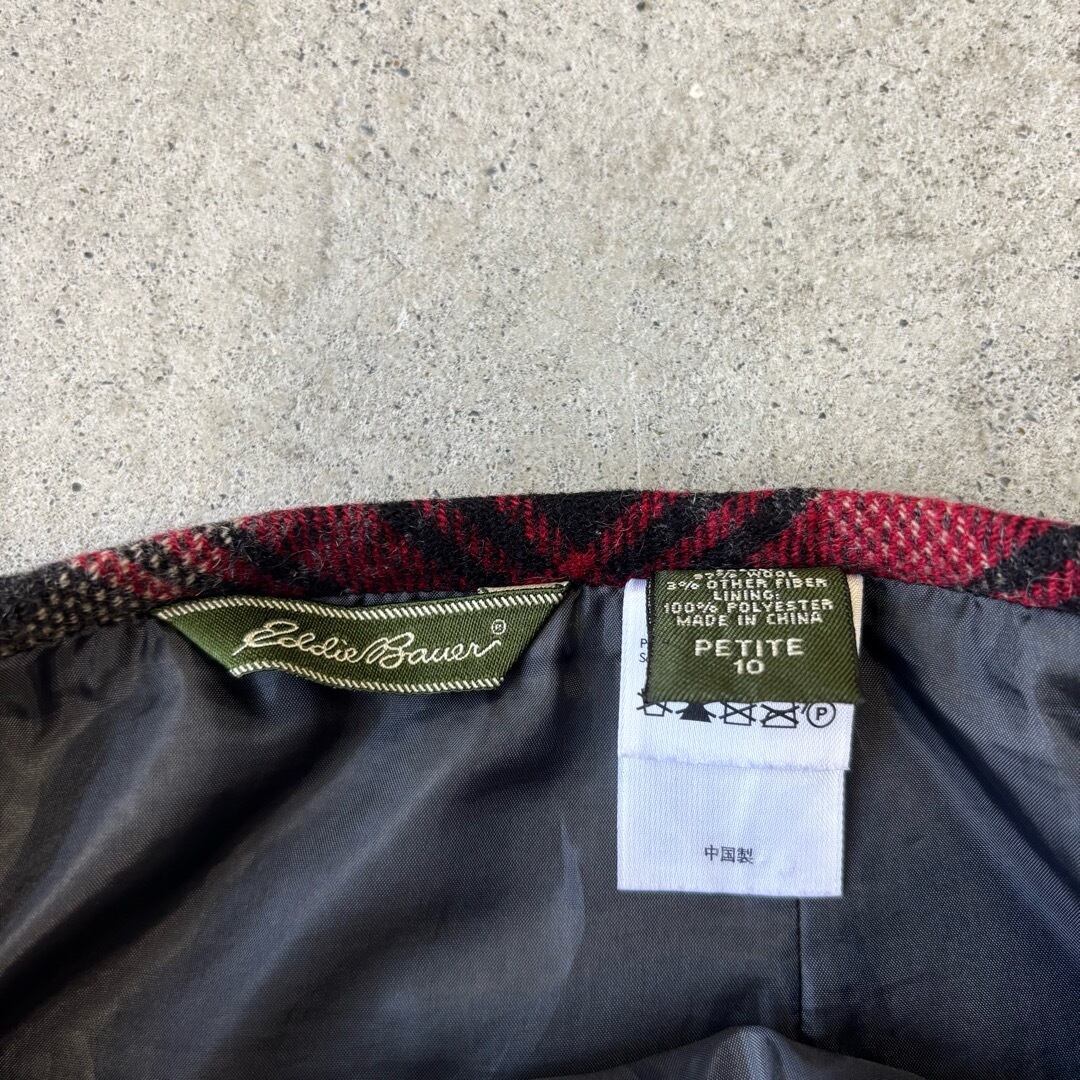 Eddie Bauer®
3% OTHER FIBER
LINING:
100% POLYESTER
MADE IN CHINA
PETITE
10
P
S
P
中国製